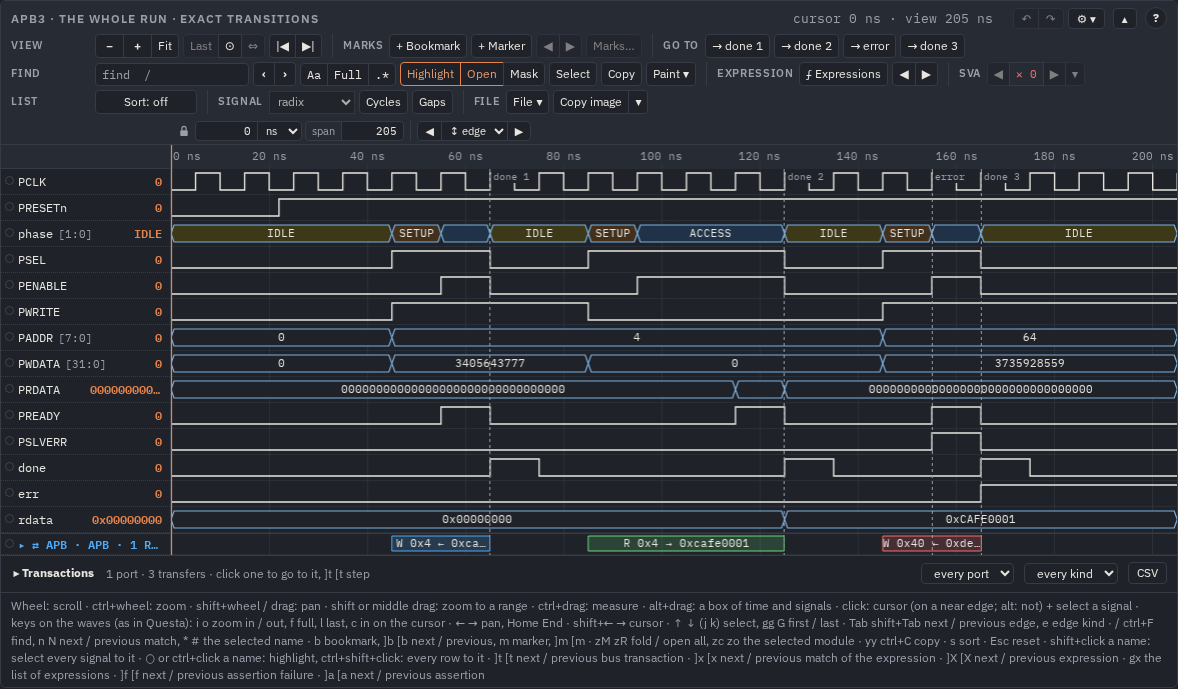 APB3 · THE WHOLE RUN · EXACT TRANSITIONS
cursor 0 ns · view 205 ns
↶ ↷ ⚙ ▾ ▴ ?
VIEW − + Fit Last ⊙ ⇔ |◀ ▶| MARKS + Bookmark + Marker ◀ ▶ Marks… GO TO → done 1 → done 2 → error → done 3
FIND find / ‹ › Aa Full .* Highlight Open Mask Select Copy Paint ▾ EXPRESSION ⨍ Expressions ◀ ▶ SVA ◀ × 0 ▶ ▾
LIST Sort: off SIGNAL radix Cycles Gaps FILE File ▾ Copy image ▾
0 ns span 205 ◀ ↕ edge ▶
0 ns 20 ns 40 ns 60 ns 80 ns 100 ns 120 ns 140 ns 160 ns 180 ns 200 ns
PCLK 0 done 1 done 2 error done 3
PRESETn 0
phase [1:0] IDLE IDLE SETUP IDLE SETUP ACCESS IDLE SETUP IDLE
PSEL 0
PENABLE 0
PWRITE 0
PADDR [7:0] 0 0 4 64
PWDATA [31:0] 0 0 3405643777 0 3735928559
PRDATA 000000000… 00000000000000000000000000000000 00000000000000000000000000000000
PREADY 0
PSLVERR 0
done 0
err 0
rdata 0x00000000 0x00000000 0xCAFE0001
▸ ⇄ APB · APB · 1 R… W 0x4 ← 0xca… R 0x4 → 0xcafe0001 W 0x40 ← 0xde…
▸ Transactions 1 port · 3 transfers · click one to go to it, ]t [t step every port every kind CSV
Wheel: scroll · ctrl+wheel: zoom · shift+wheel / drag: pan · shift or middle drag: zoom to a range · ctrl+drag: measure · alt+drag: a box of time and signals · click: cursor (on a near edge; alt: not) + select a signal ·
keys on the waves (as in Questa): i o zoom in / out, f full, l last, c in on the cursor · ← → pan, Home End · shift+← → cursor · ↑ ↓ (j k) select, gg G first / last · Tab shift+Tab next / previous edge, e edge kind · / ctrl+F
find, n N next / previous match, * # the selected name · b bookmark, ]b [b next / previous, m marker, ]m [m · zM zR fold / open all, zc zo the selected module · yy ctrl+C copy · s sort · Esc reset · shift+click a name:
select every signal to it · ○ or ctrl+click a name: highlight, ctrl+shift+click: every row to it · ]t [t next / previous bus transaction · ]x [x next / previous match of the expression · ]X [X next / previous expression · gx the
list of expressions · ]f [f next / previous assertion failure · ]a [a next / previous assertion